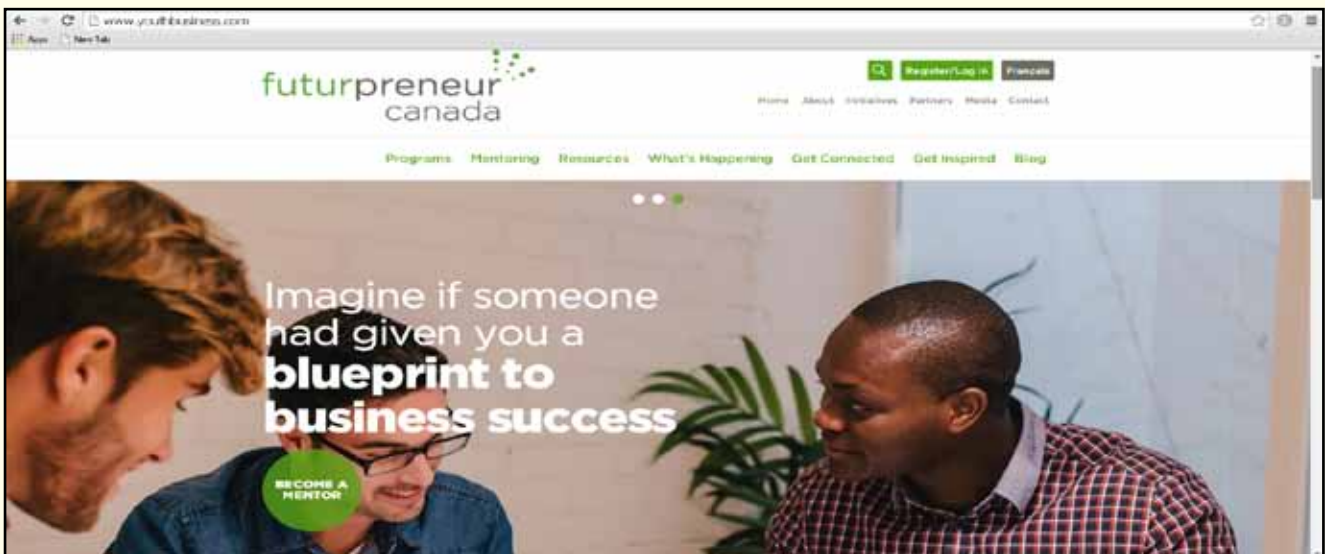 www.youthbusiness.com
Apps New Tab
futurpreneur
canada
Register/Log in Français
Home About Initiatives Partners Media Contact
Programs Mentoring Resources What's Happening Get Connected Get Inspired Blog
Imagine if someone
had given you a
blueprint to
business success
BECOME A
MENTOR